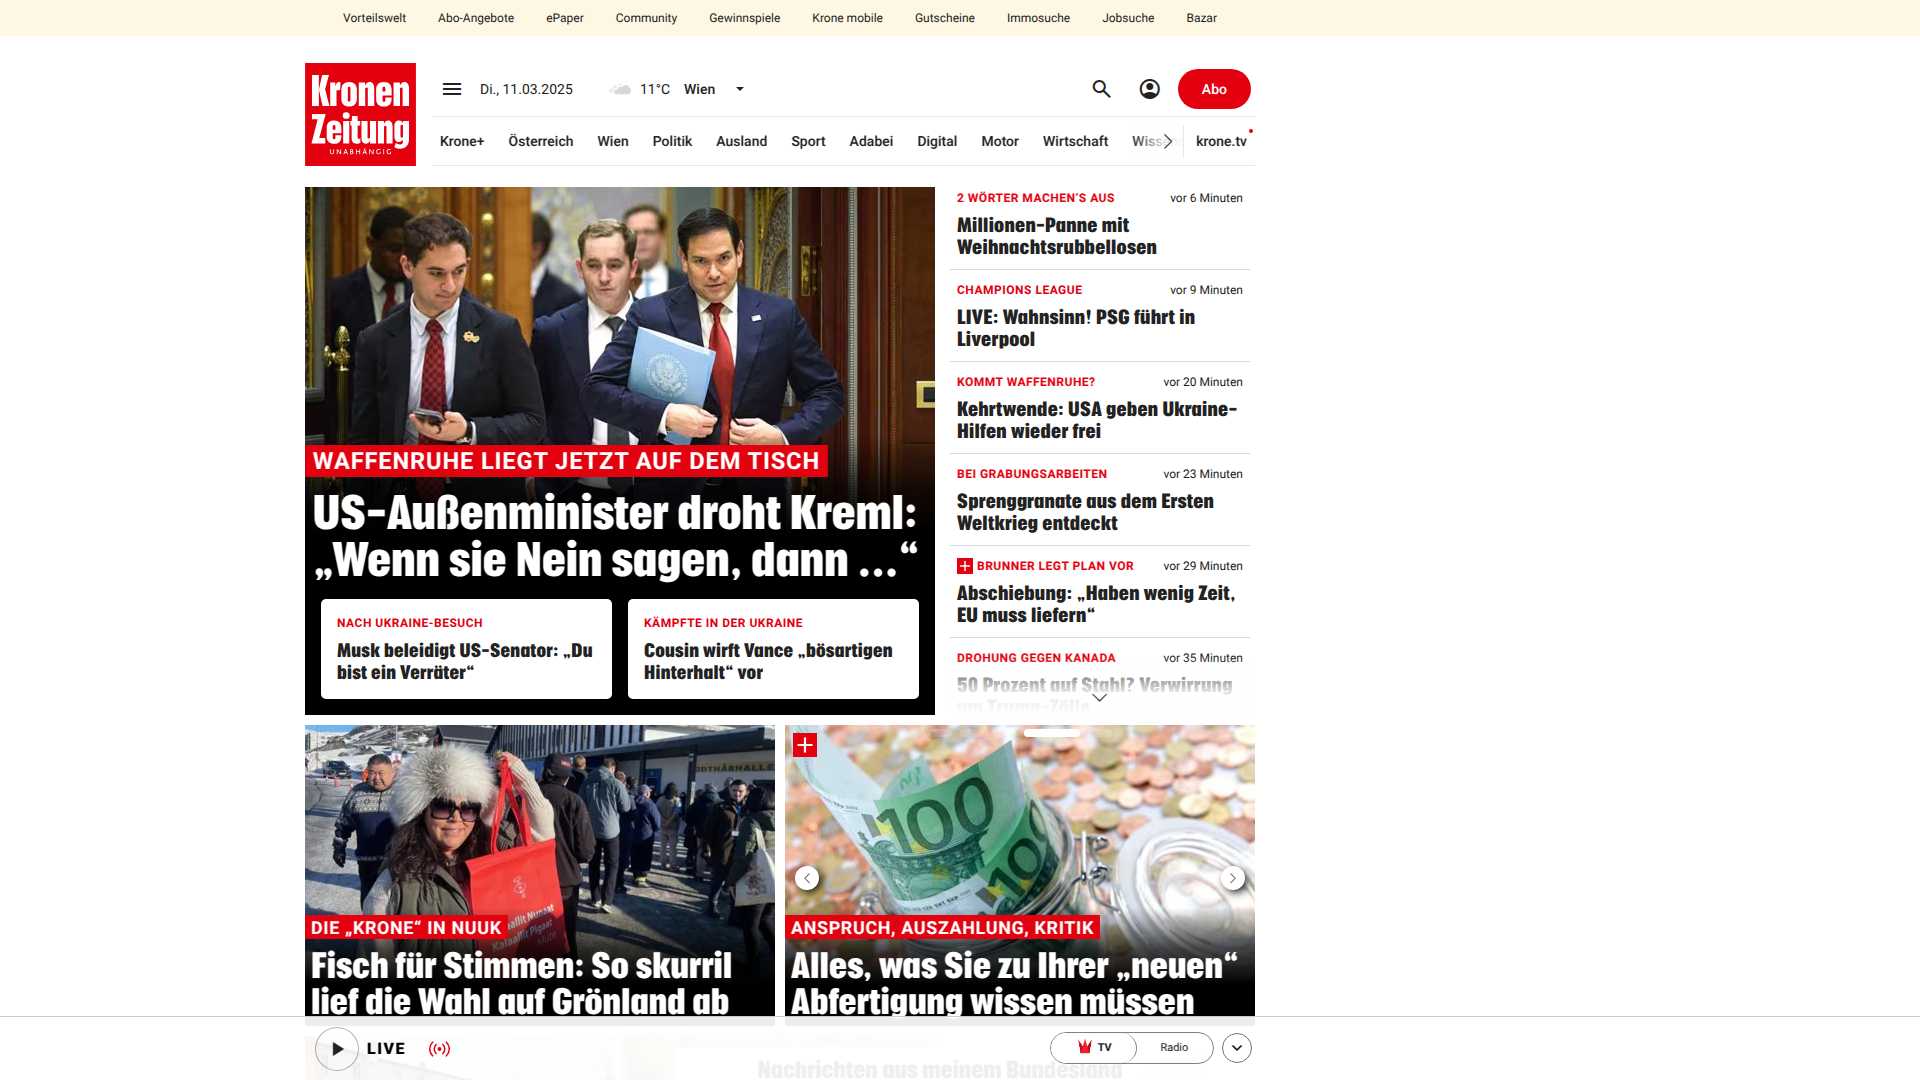 Vorteilswelt Abo-Angebote ePaper Community Gewinnspiele Krone mobile Gutscheine Immosuche Jobsuche Bazar
Kronen
Zeitung
UNABHÄNGIG
Di., 11.03.2025 11°C Wien
Abo
Krone+ Österreich Wien Politik Ausland Sport Adabei Digital Motor Wirtschaft Wiss krone.tv
WAFFENRUHE LIEGT JETZT AUF DEM TISCH
US-Außenminister droht Kreml:
„Wenn sie Nein sagen, dann ...“
NACH UKRAINE-BESUCH
Musk beleidigt US-Senator: „Du
bist ein Verräter“
KÄMPFTE IN DER UKRAINE
Cousin wirft Vance „bösartigen
Hinterhalt“ vor
2 WÖRTER MACHEN’S AUS vor 6 Minuten
Millionen-Panne mit
Weihnachtsrubbellosen
CHAMPIONS LEAGUE vor 9 Minuten
LIVE: Wahnsinn! PSG führt in
Liverpool
KOMMT WAFFENRUHE? vor 20 Minuten
Kehrtwende: USA geben Ukraine-
Hilfen wieder frei
BEI GRABUNGSARBEITEN vor 23 Minuten
Sprenggranate aus dem Ersten
Weltkrieg entdeckt
BRUNNER LEGT PLAN VOR vor 29 Minuten
Abschiebung: „Haben wenig Zeit,
EU muss liefern“
DROHUNG GEGEN KANADA vor 35 Minuten
50 Prozent auf Stahl? Verwirrung
um Trump-Zölle
DIE „KRONE“ IN NUUK
Fisch für Stimmen: So skurril
lief die Wahl auf Grönland ab
100
100
ANSPRUCH, AUSZAHLUNG, KRITIK
Alles, was Sie zu Ihrer „neuen“
Abfertigung wissen müssen
LIVE
TV Radio
Nachrichten aus meinem Bundesland